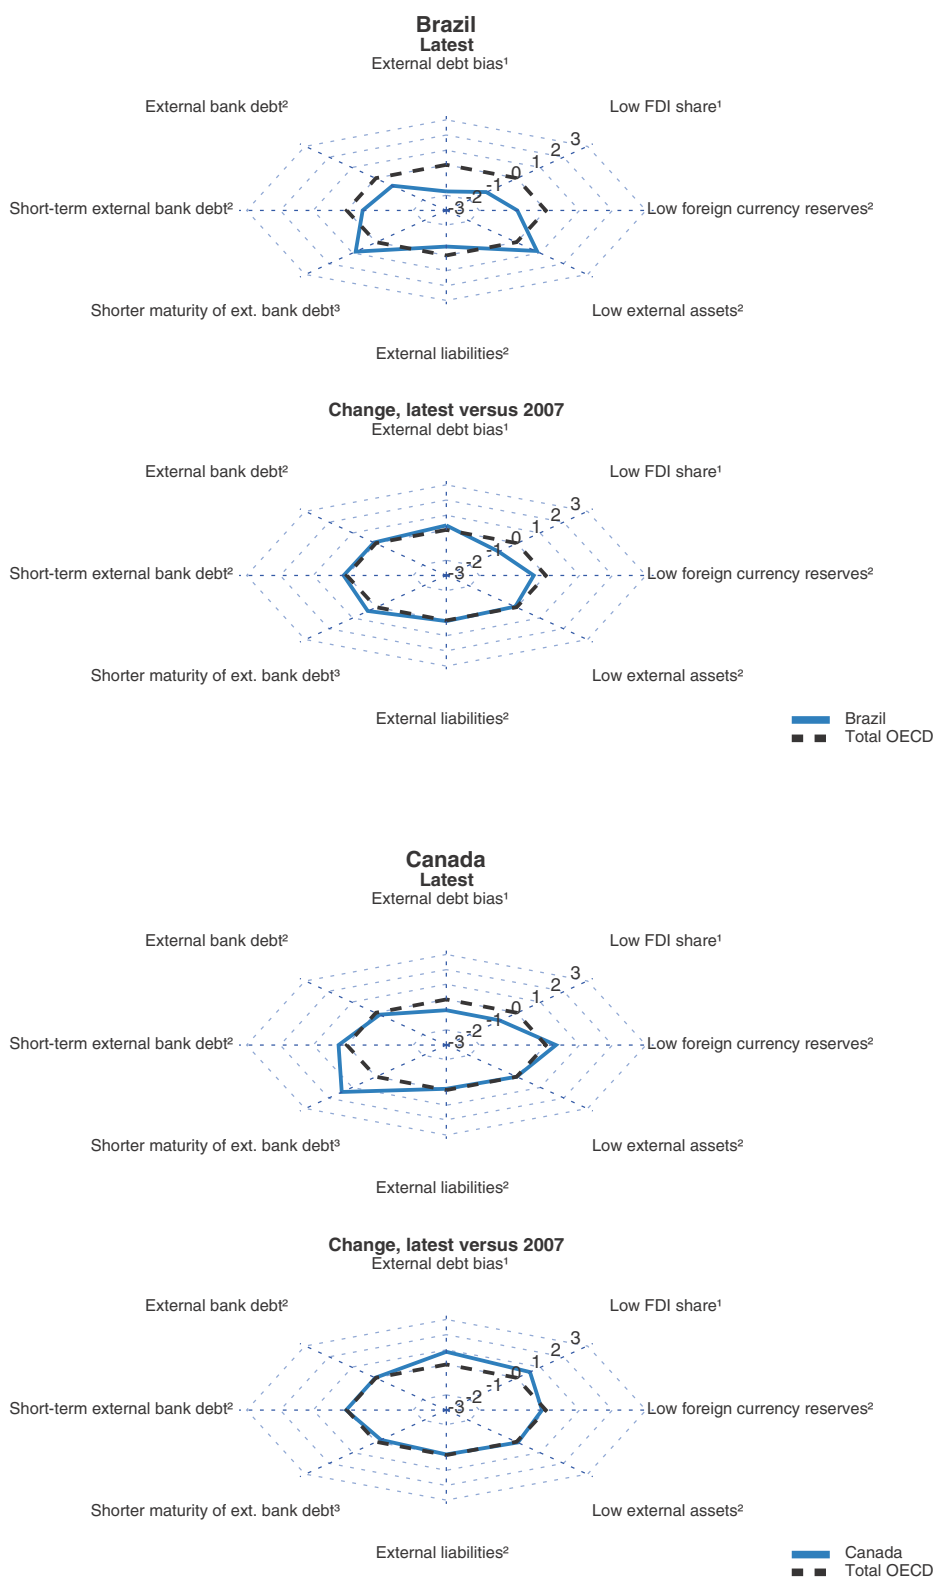 Brazil
Latest
External debt bias¹
External bank debt²
Low FDI share¹
3
2
1
0
-1
-2
-3
Short-term external bank debt²
Low foreign currency reserves²
Shorter maturity of ext. bank debt³
Low external assets²
External liabilities²
Change, latest versus 2007
External debt bias¹
External bank debt²
Low FDI share¹
3
2
1
0
-1
-2
-3
Short-term external bank debt²
Low foreign currency reserves²
Shorter maturity of ext. bank debt³
Low external assets²
External liabilities²
Brazil
Total OECD
Canada
Latest
External debt bias¹
External bank debt²
Low FDI share¹
3
2
1
0
-1
-2
-3
Short-term external bank debt²
Low foreign currency reserves²
Shorter maturity of ext. bank debt³
Low external assets²
External liabilities²
Change, latest versus 2007
External debt bias¹
External bank debt²
Low FDI share¹
3
2
1
0
-1
-2
-3
Short-term external bank debt²
Low foreign currency reserves²
Shorter maturity of ext. bank debt³
Low external assets²
External liabilities²
Canada
Total OECD